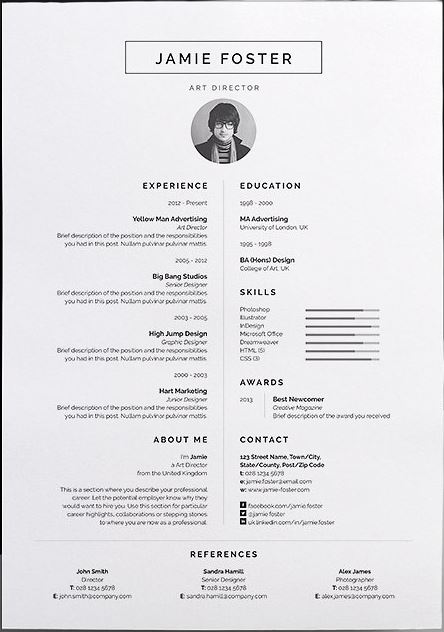 JAMIE FOSTER
ART DIRECTOR
EXPERIENCE
2012 - Present
Yellow Man Advertising
Art Director
Brief description of the position and the responsibilities
you had in this post. Nullam pulvinar pulvinar mattis.
2005 - 2012
Big Bang Studios
Senior Designer
Brief description of the position and the responsibilities
you had in this post. Nullam pulvinar pulvinar mattis.
2003 - 2005
High Jump Design
Graphic Designer
Brief description of the position and the responsibilities
you had in this post. Nullam pulvinar pulvinar mattis.
2000 - 2003
Hart Marketing
Junior Designer
Brief description of the position and the responsibilities
you had in this post. Nullam pulvinar pulvinar mattis.
ABOUT ME
I'm Jamie
a Art Director
from the United Kingdom
This is a section where you describe your professional
career. Let the potential employer know why they
would want to hire you. Use this section for particular
career highlights, collaborations or stepping stones
to where you are now as a professional.
EDUCATION
1998 - 2000
MA Advertising
University of London, UK
1995 - 1998
BA (Hons) Design
College of Art, UK
SKILLS
Photoshop
Illustrator
InDesign
Microsoft Office
Dreamweaver
HTML (5)
CSS (3)
AWARDS
2013
Best Newcomer
Creative Magazine
Brief description of the award you received
CONTACT
123 Street Name, Town/City,
State/County, Post/Zip Code
t: 028 1234 5678
e: jamie.foster@email.com
w: www.jamie-foster.com
facebook.com/jamie.foster
@jamie.foster
uk.linkedin.com/in/jamie.foster
REFERENCES
John Smith
Director
T: 028 1234 5678
E: john.smith@company.com
Sandra Hamill
Senior Designer
T: 028 1234 5678
E: sandra.hamill@company.com
Alex James
Photographer
T: 028 1234 5678
E: alex.james@company.com